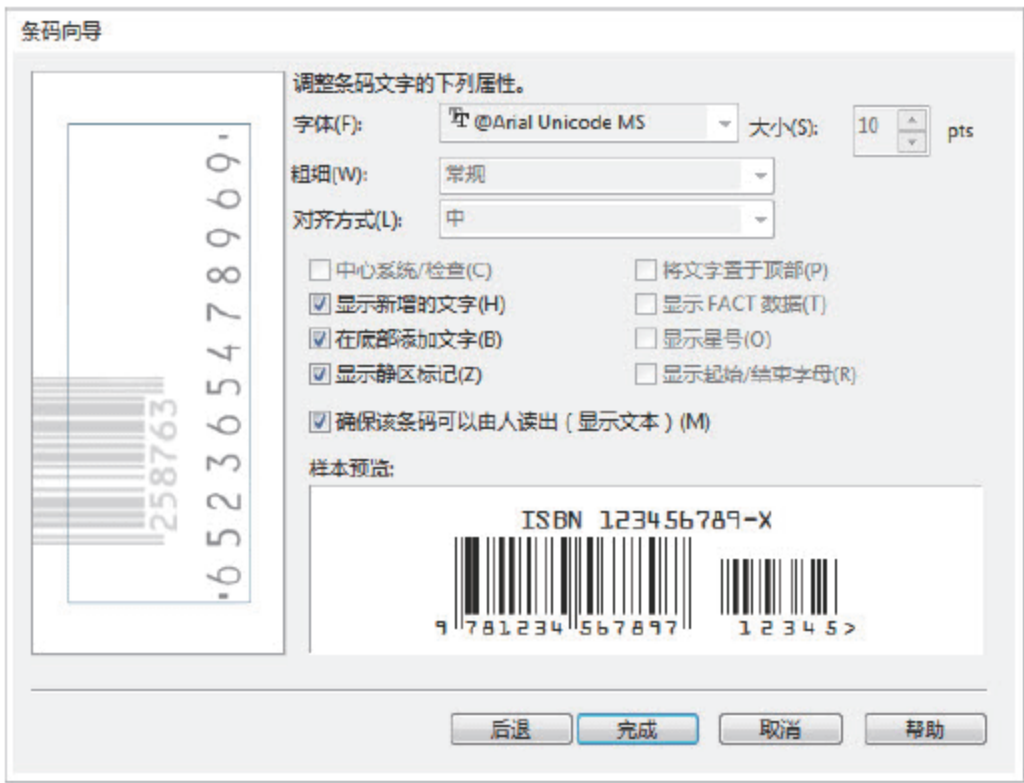 条码向导
调整条码文字的下列属性。
字体(F): @Arial Unicode MS 大小(S): 10 pts
粗细(W): 常规
对齐方式(L): 中
中心系统/检查(C) 将文字置于顶部(P)
显示新增的文字(H) 显示 FACT 数据(T)
在底部添加文字(B) 显示星号(O)
显示静区标记(Z) 显示起始/结束字母(R)
确保该条码可以由人读出(显示文本)(M)
样本预览:
ISBN 123456789-X
9 781234 567897 12345>
-652365478969-
258763
后退 完成 取消 帮助